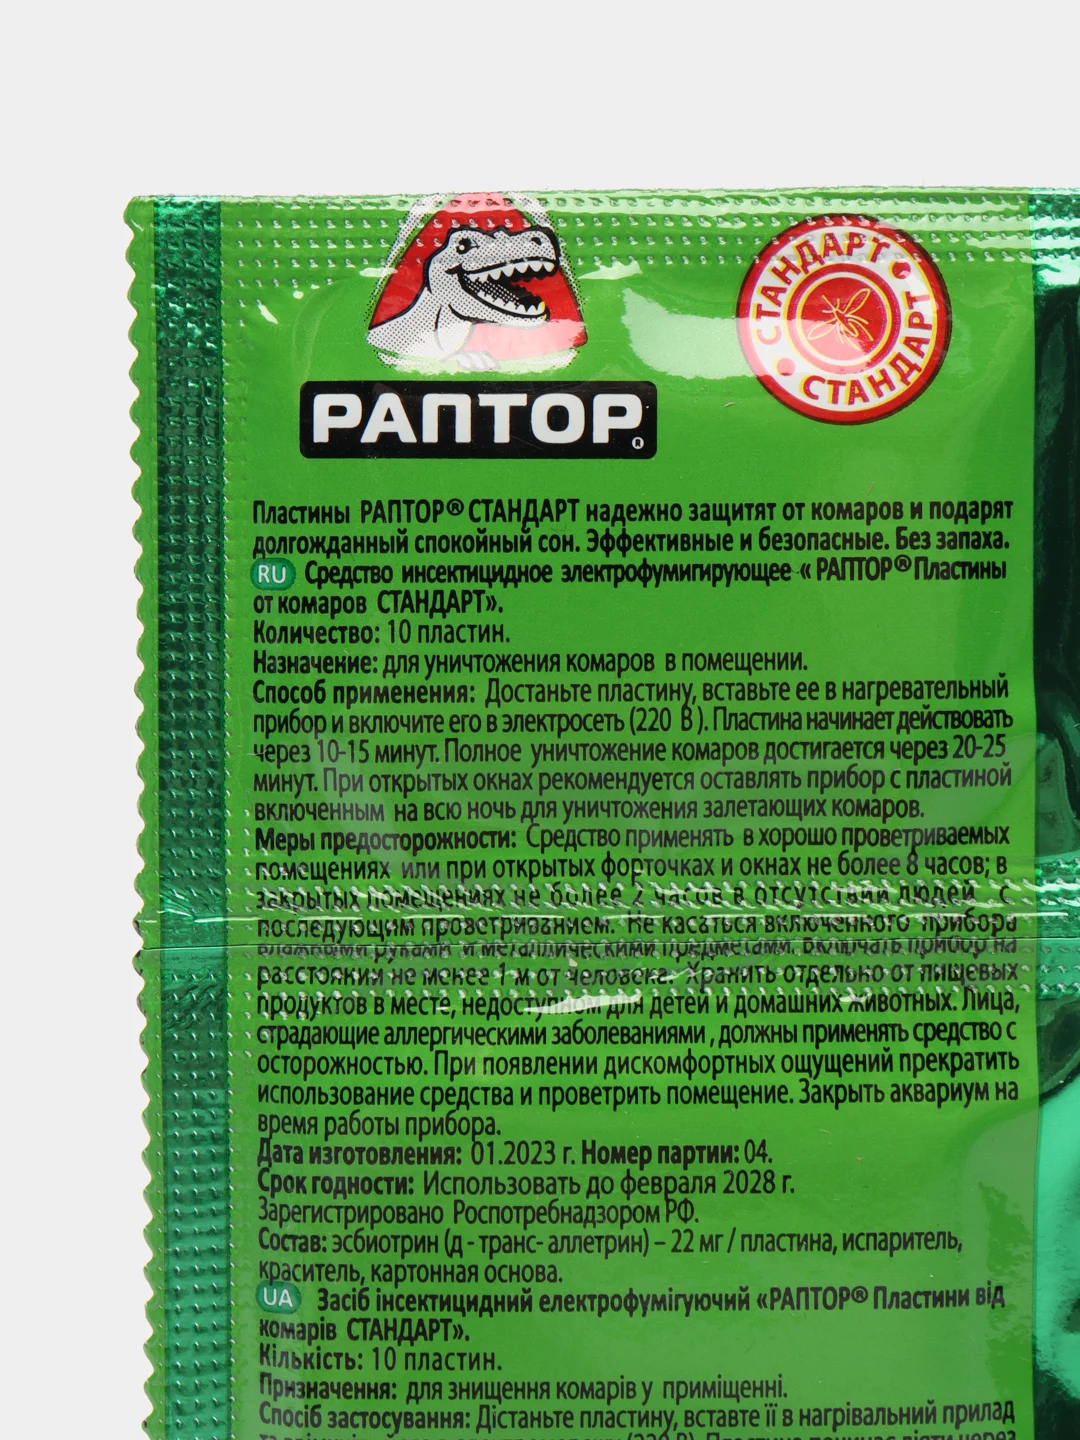 РАПТОР®
СТАНДАРТ • СТАНДАРТ •
Пластины РАПТОР® СТАНДАРТ надежно защитят от комаров и подарят
долгожданный спокойный сон. Эффективные и безопасные. Без запаха.
RU Средство инсектицидное электрофумигирующее « РАПТОР® Пластины
от комаров СТАНДАРТ».
Количество: 10 пластин.
Назначение: для уничтожения комаров в помещении.
Способ применения: Достаньте пластину, вставьте ее в нагревательный
прибор и включите его в электросеть (220 В ). Пластина начинает действовать
через 10-15 минут. Полное уничтожение комаров достигается через 20-25
минут. При открытых окнах рекомендуется оставлять прибор с пластиной
включенным на всю ночь для уничтожения залетающих комаров.
Меры предосторожности: Средство применять в хорошо проветриваемых
помещениях или при открытых форточках и окнах не более 8 часов; в
закрытых помещениях не более 2 часов в отсутствии людей с
последующим проветриванием. Не касаться включенного прибора
влажными руками и металлическими предметами. Включать прибор на
расстоянии не менее 1 м от человека. Хранить отдельно от пищевых
продуктов в месте, недоступном для детей и домашних животных. Лица,
страдающие аллергическими заболеваниями , должны применять средство с
осторожностью. При появлении дискомфортных ощущений прекратить
использование средства и проветрить помещение. Закрыть аквариум на
время работы прибора.
Дата изготовления: 01.2023 г. Номер партии: 04.
Срок годности: Использовать до февраля 2028 г.
Зарегистрировано Роспотребнадзором РФ.
Состав: эсбиотрин (д - транс- аллетрин) – 22 мг / пластина, испаритель,
краситель, картонная основа.
UA Засіб інсектицидний електрофумігуючий «РАПТОР® Пластини від
комарів СТАНДАРТ».
Кількість: 10 пластин.
Призначення: для знищення комарів у приміщенні.
Спосіб застосування: Дістаньте пластину, вставте її в нагрівальний прилад